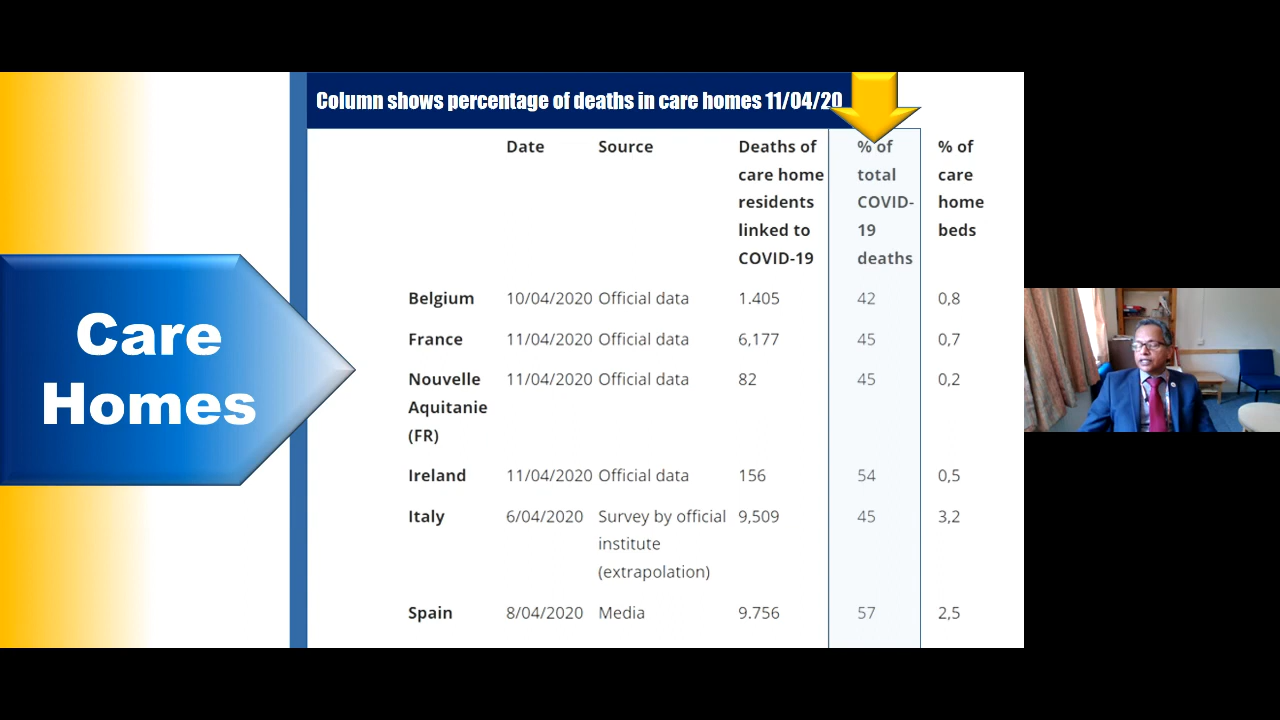 Column shows percentage of deaths in care homes 11/04/20
Care
Homes
Date Source Deaths of care home residents linked to COVID-19 % of total COVID-19 deaths % of care home beds
Belgium 10/04/2020 Official data 1.405 42 0,8
France 11/04/2020 Official data 6,177 45 0,7
Nouvelle Aquitanie (FR) 11/04/2020 Official data 82 45 0,2
Ireland 11/04/2020 Official data 156 54 0,5
Italy 6/04/2020 Survey by official institute (extrapolation) 9,509 45 3,2
Spain 8/04/2020 Media 9.756 57 2,5